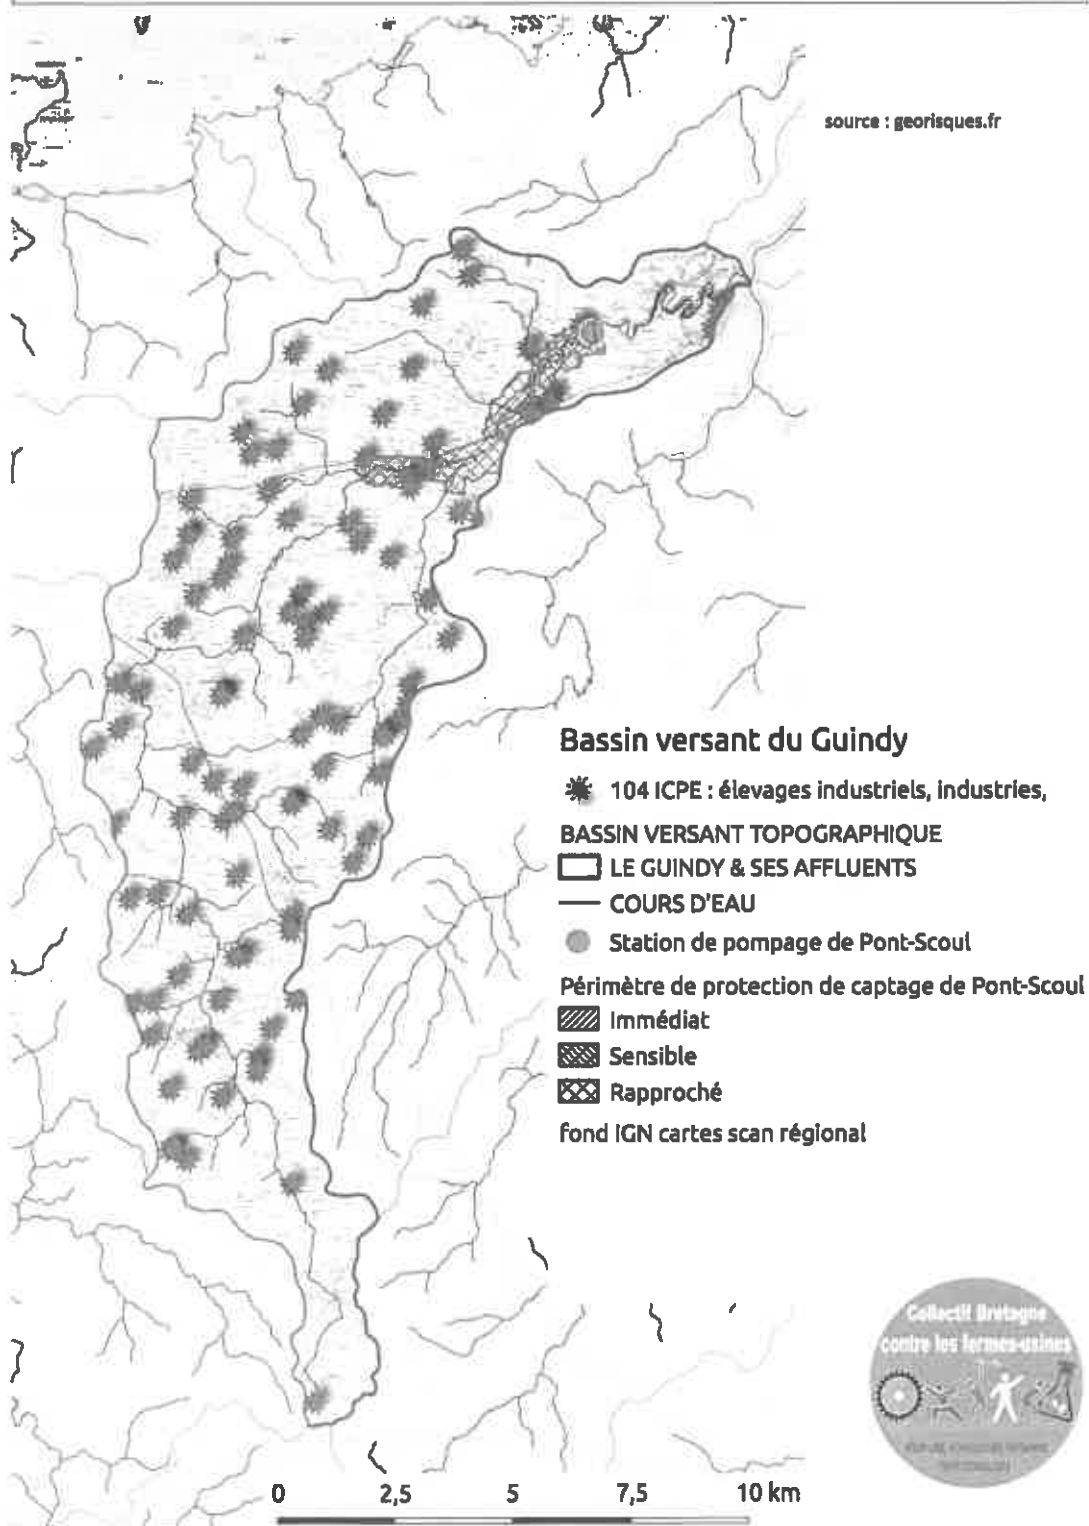 source : georisques.fr
Bassin versant du Guindy
104 ICPE : élevages industriels, industries,
BASSIN VERSANT TOPOGRAPHIQUE
LE GUINDY & SES AFFLUENTS
COURS D'EAU
Station de pompage de Pont-Scoul
Périmètre de protection de captage de Pont-Scoul
Immédiat
Sensible
Rapproché
fond IGN cartes scan régional
Collectif Bretagne
contre les fermes-usines
0 2,5 5 7,5 10 km